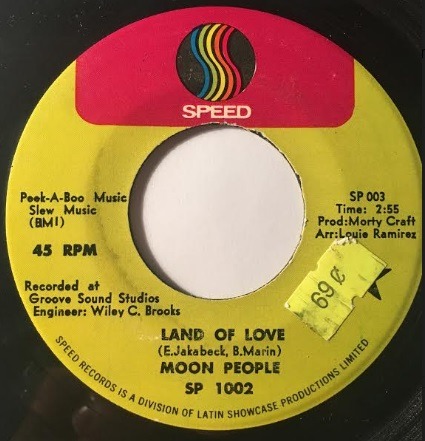 SPEED
Peek-A-Boo Music
Slew Music
(BMI)
45 RPM
SP 003
Time: 2:55
Prod: Morty Craft
Arr: Louie Ramirez
Recorded at
Groove Sound Studios
Engineer: Wiley C. Brooks
69¢
LAND OF LOVE
(E.Jakabeck, B.Marin)
MOON PEOPLE
SP 1002
SPEED RECORDS IS A DIVISION OF LATIN SHOWCASE PRODUCTIONS LIMITED